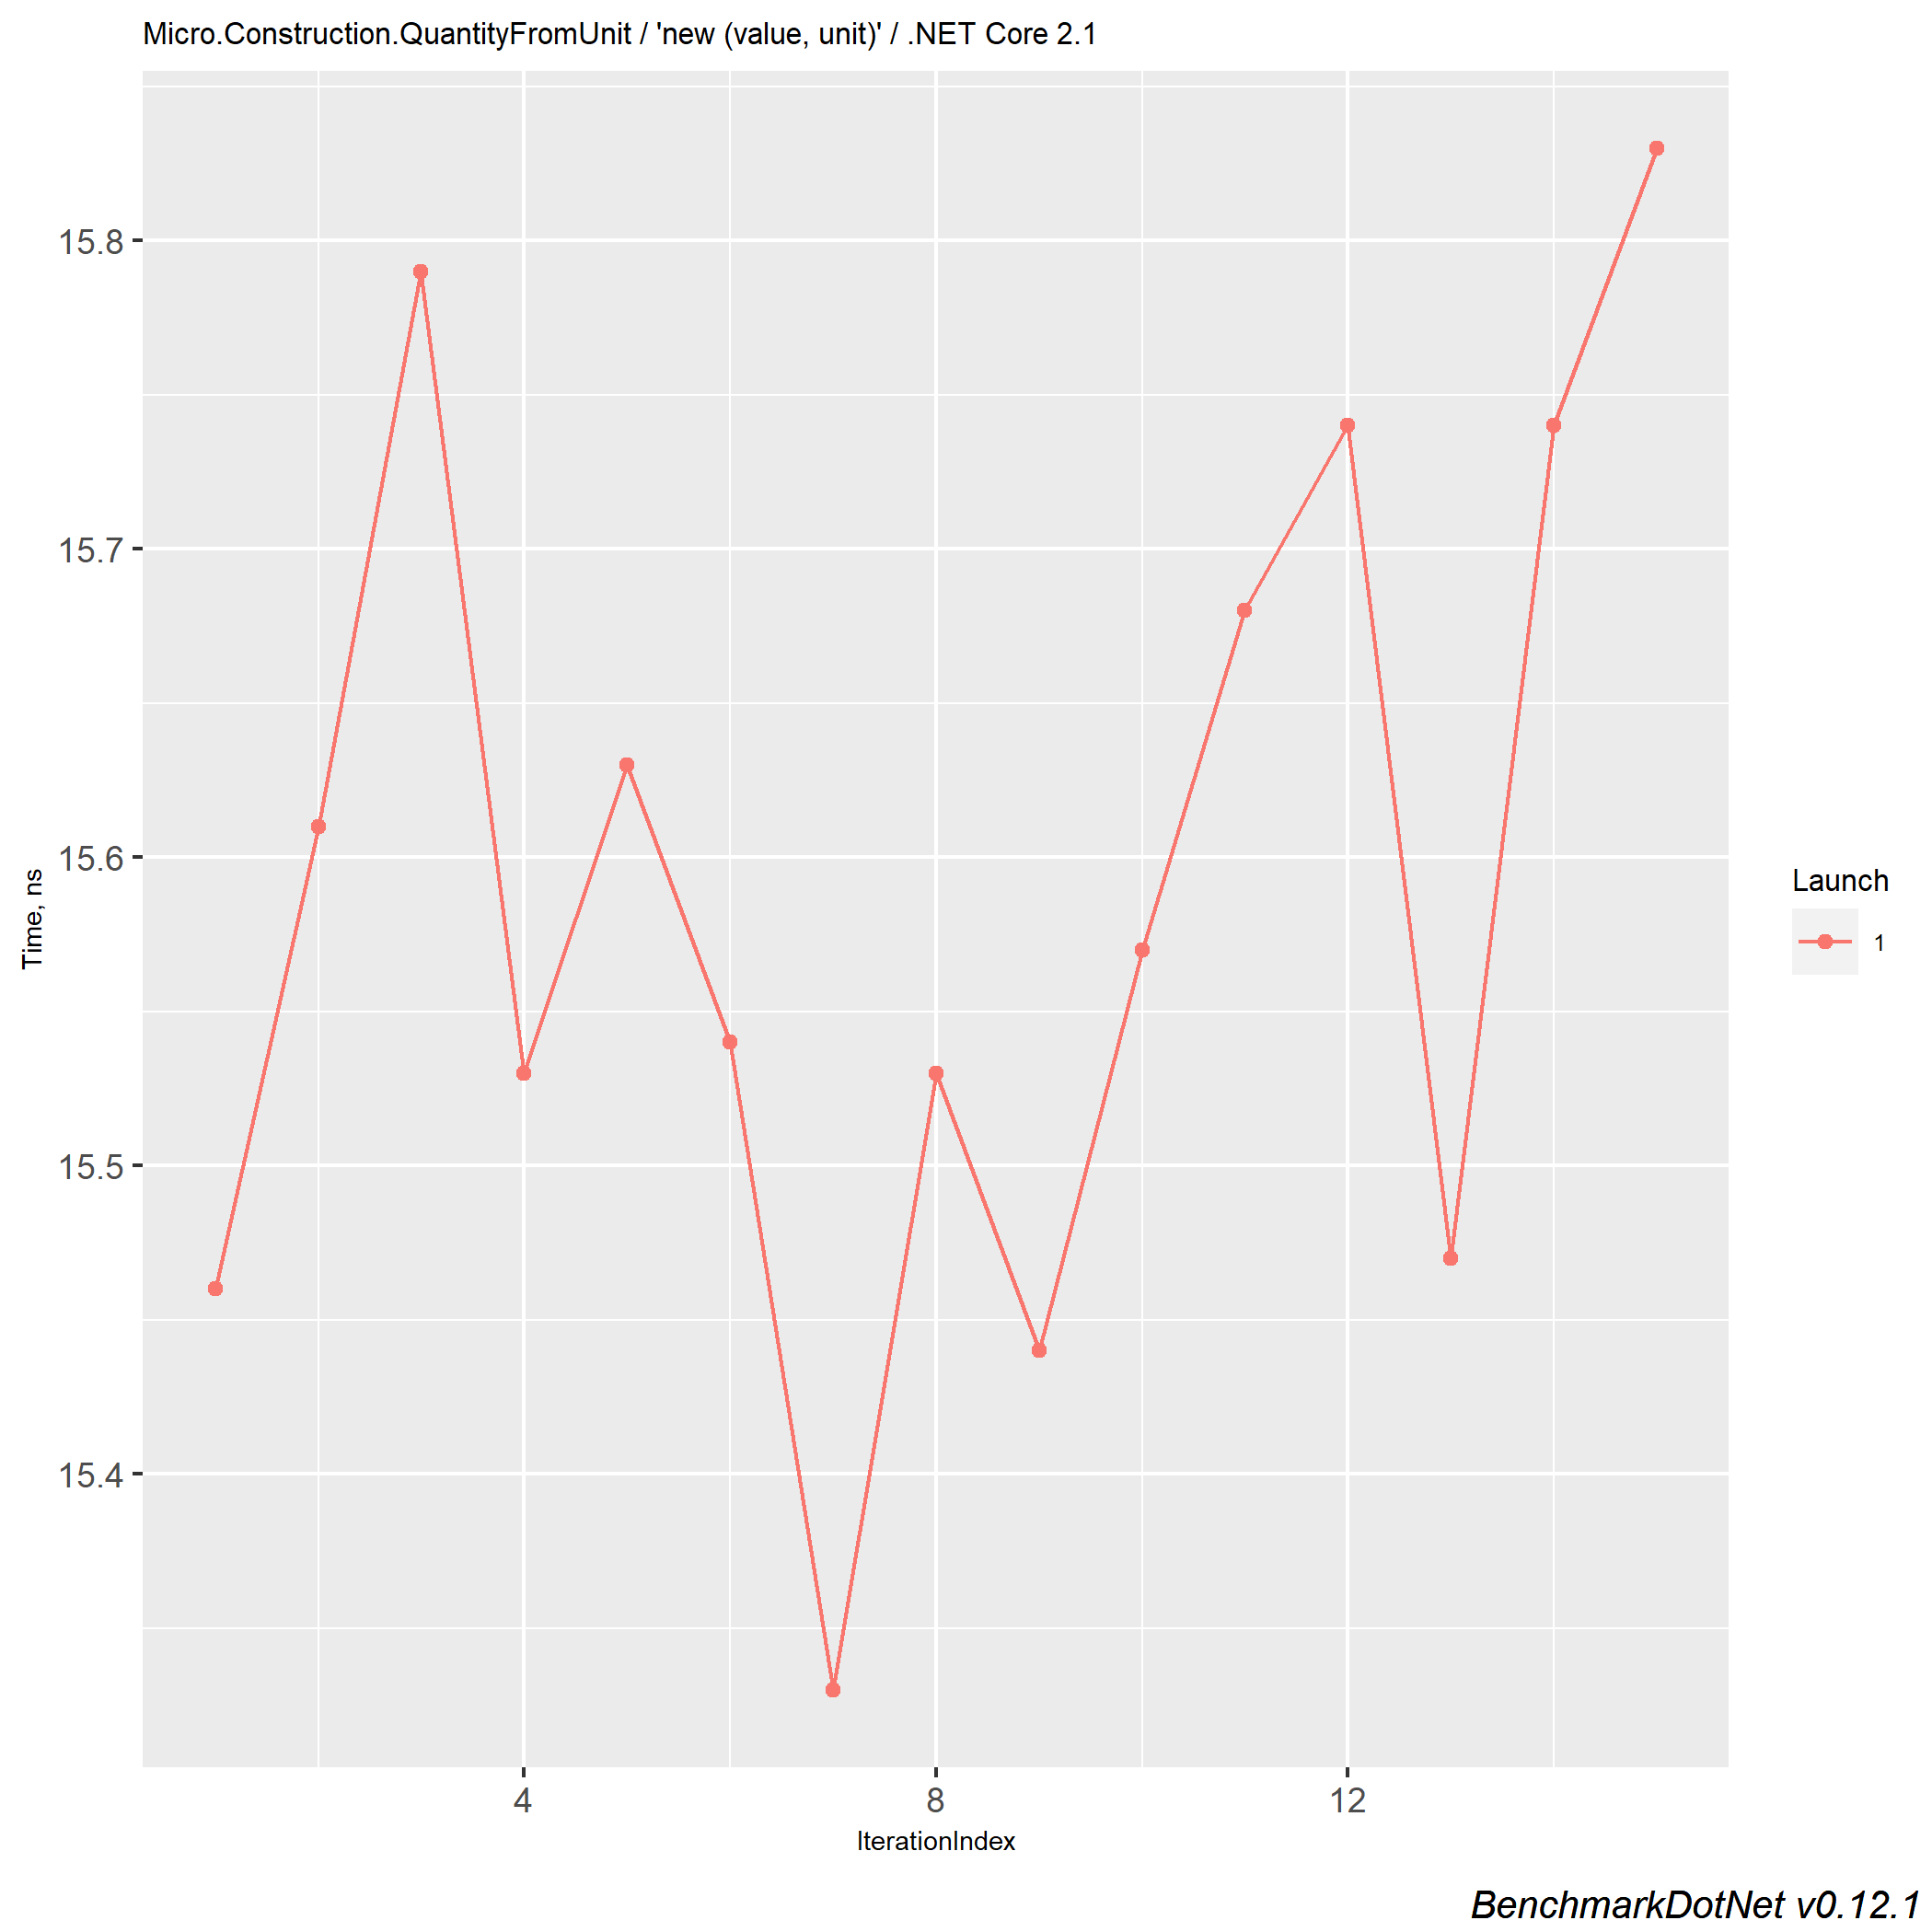 Micro.Construction.QuantityFromUnit / 'new (value, unit)' / .NET Core 2.1
Time, ns
15.8
15.7
15.6
15.5
15.4
4
8
12
IterationIndex
Launch
1
BenchmarkDotNet v0.12.1